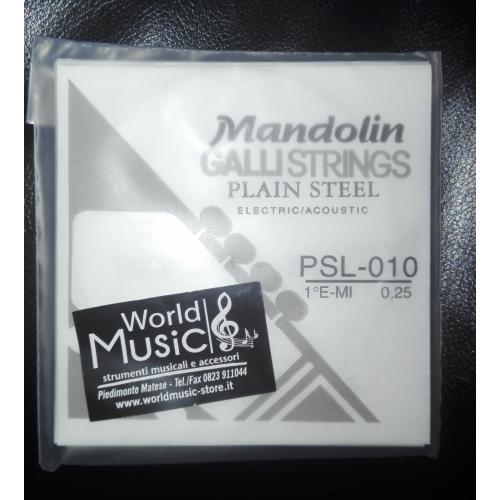 Mandolin
GALLI STRINGS
PLAIN STEEL
ELECTRIC/ACOUSTIC
PSL-010
1°E-MI 0,25
World
Music
strumenti musicali e accessori
Piedimonte Matese - Tel./Fax 0823 911044
www.worldmusic-store.it